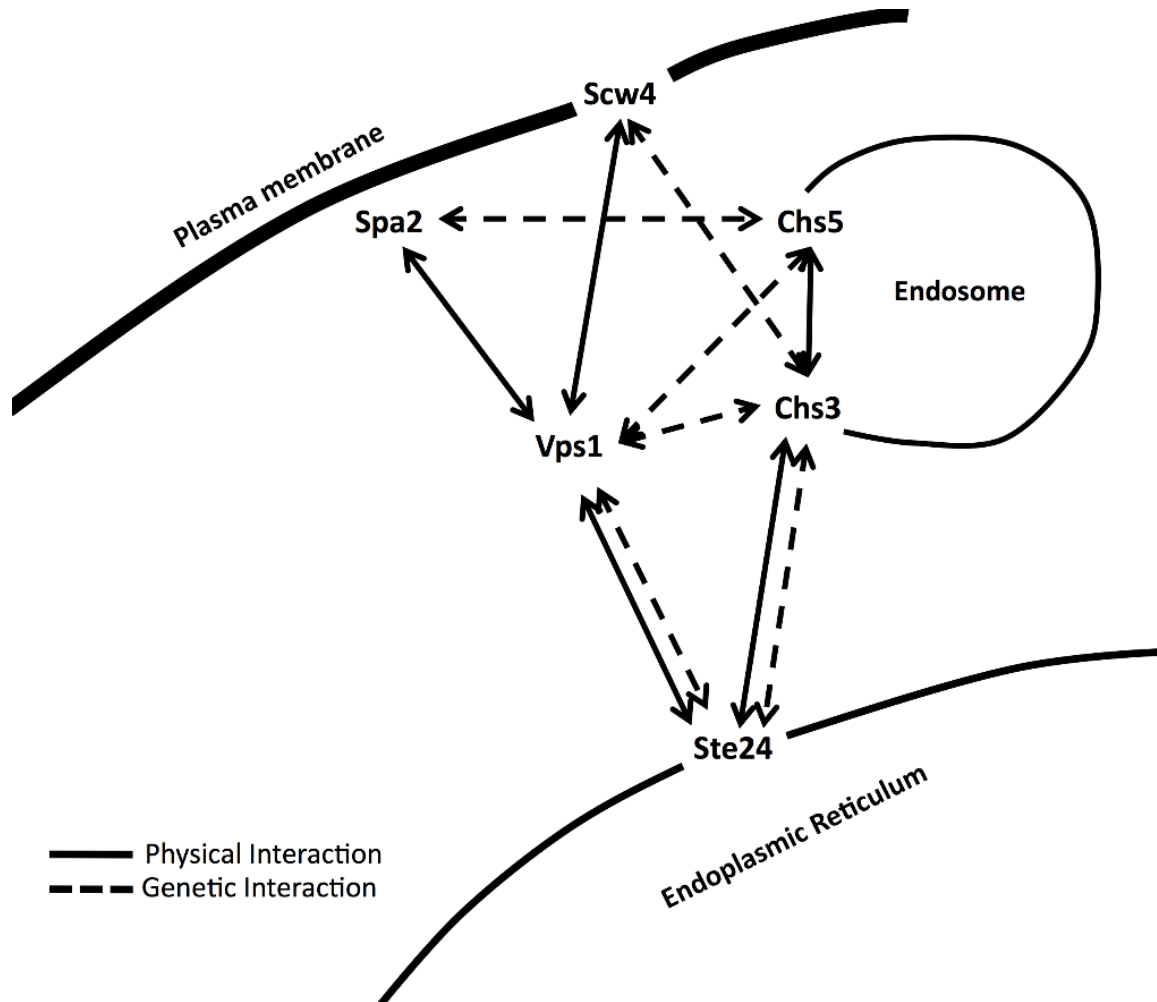 Scw4
Plasma membrane
Spa2
Chs5
Endosome
Chs3
Vps1
Ste24
Endoplasmic Reticulum
Physical Interaction
Genetic Interaction